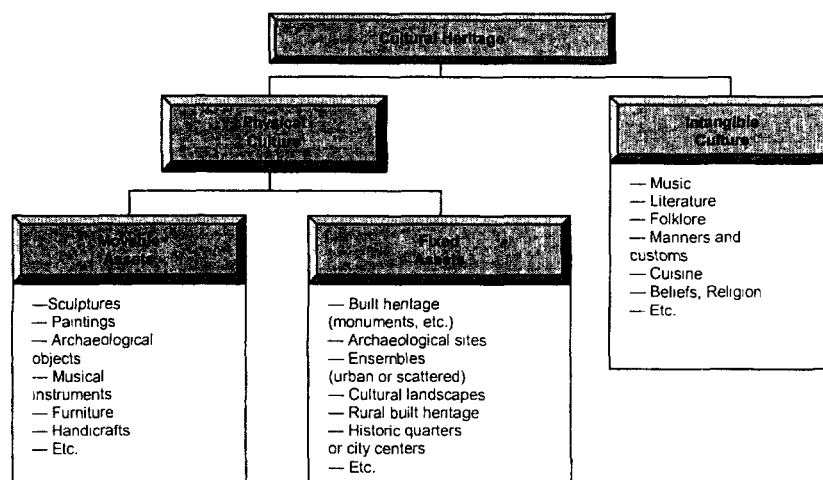 Cultural Heritage
Physical
Culture
Intangible
Culture
— Music
— Literature
— Folklore
— Manners and
customs
— Cuisine
— Beliefs, Religion
— Etc.
Movable
Assets
—Sculptures
— Paintings
— Archaeological
objects
— Musical
instruments
— Furniture
— Handicrafts
— Etc.
Fixed
Assets
— Built heritage
(monuments, etc.)
— Archaeological sites
— Ensembles
(urban or scattered)
— Cultural landscapes
— Rural built heritage
— Historic quarters
or city centers
— Etc.